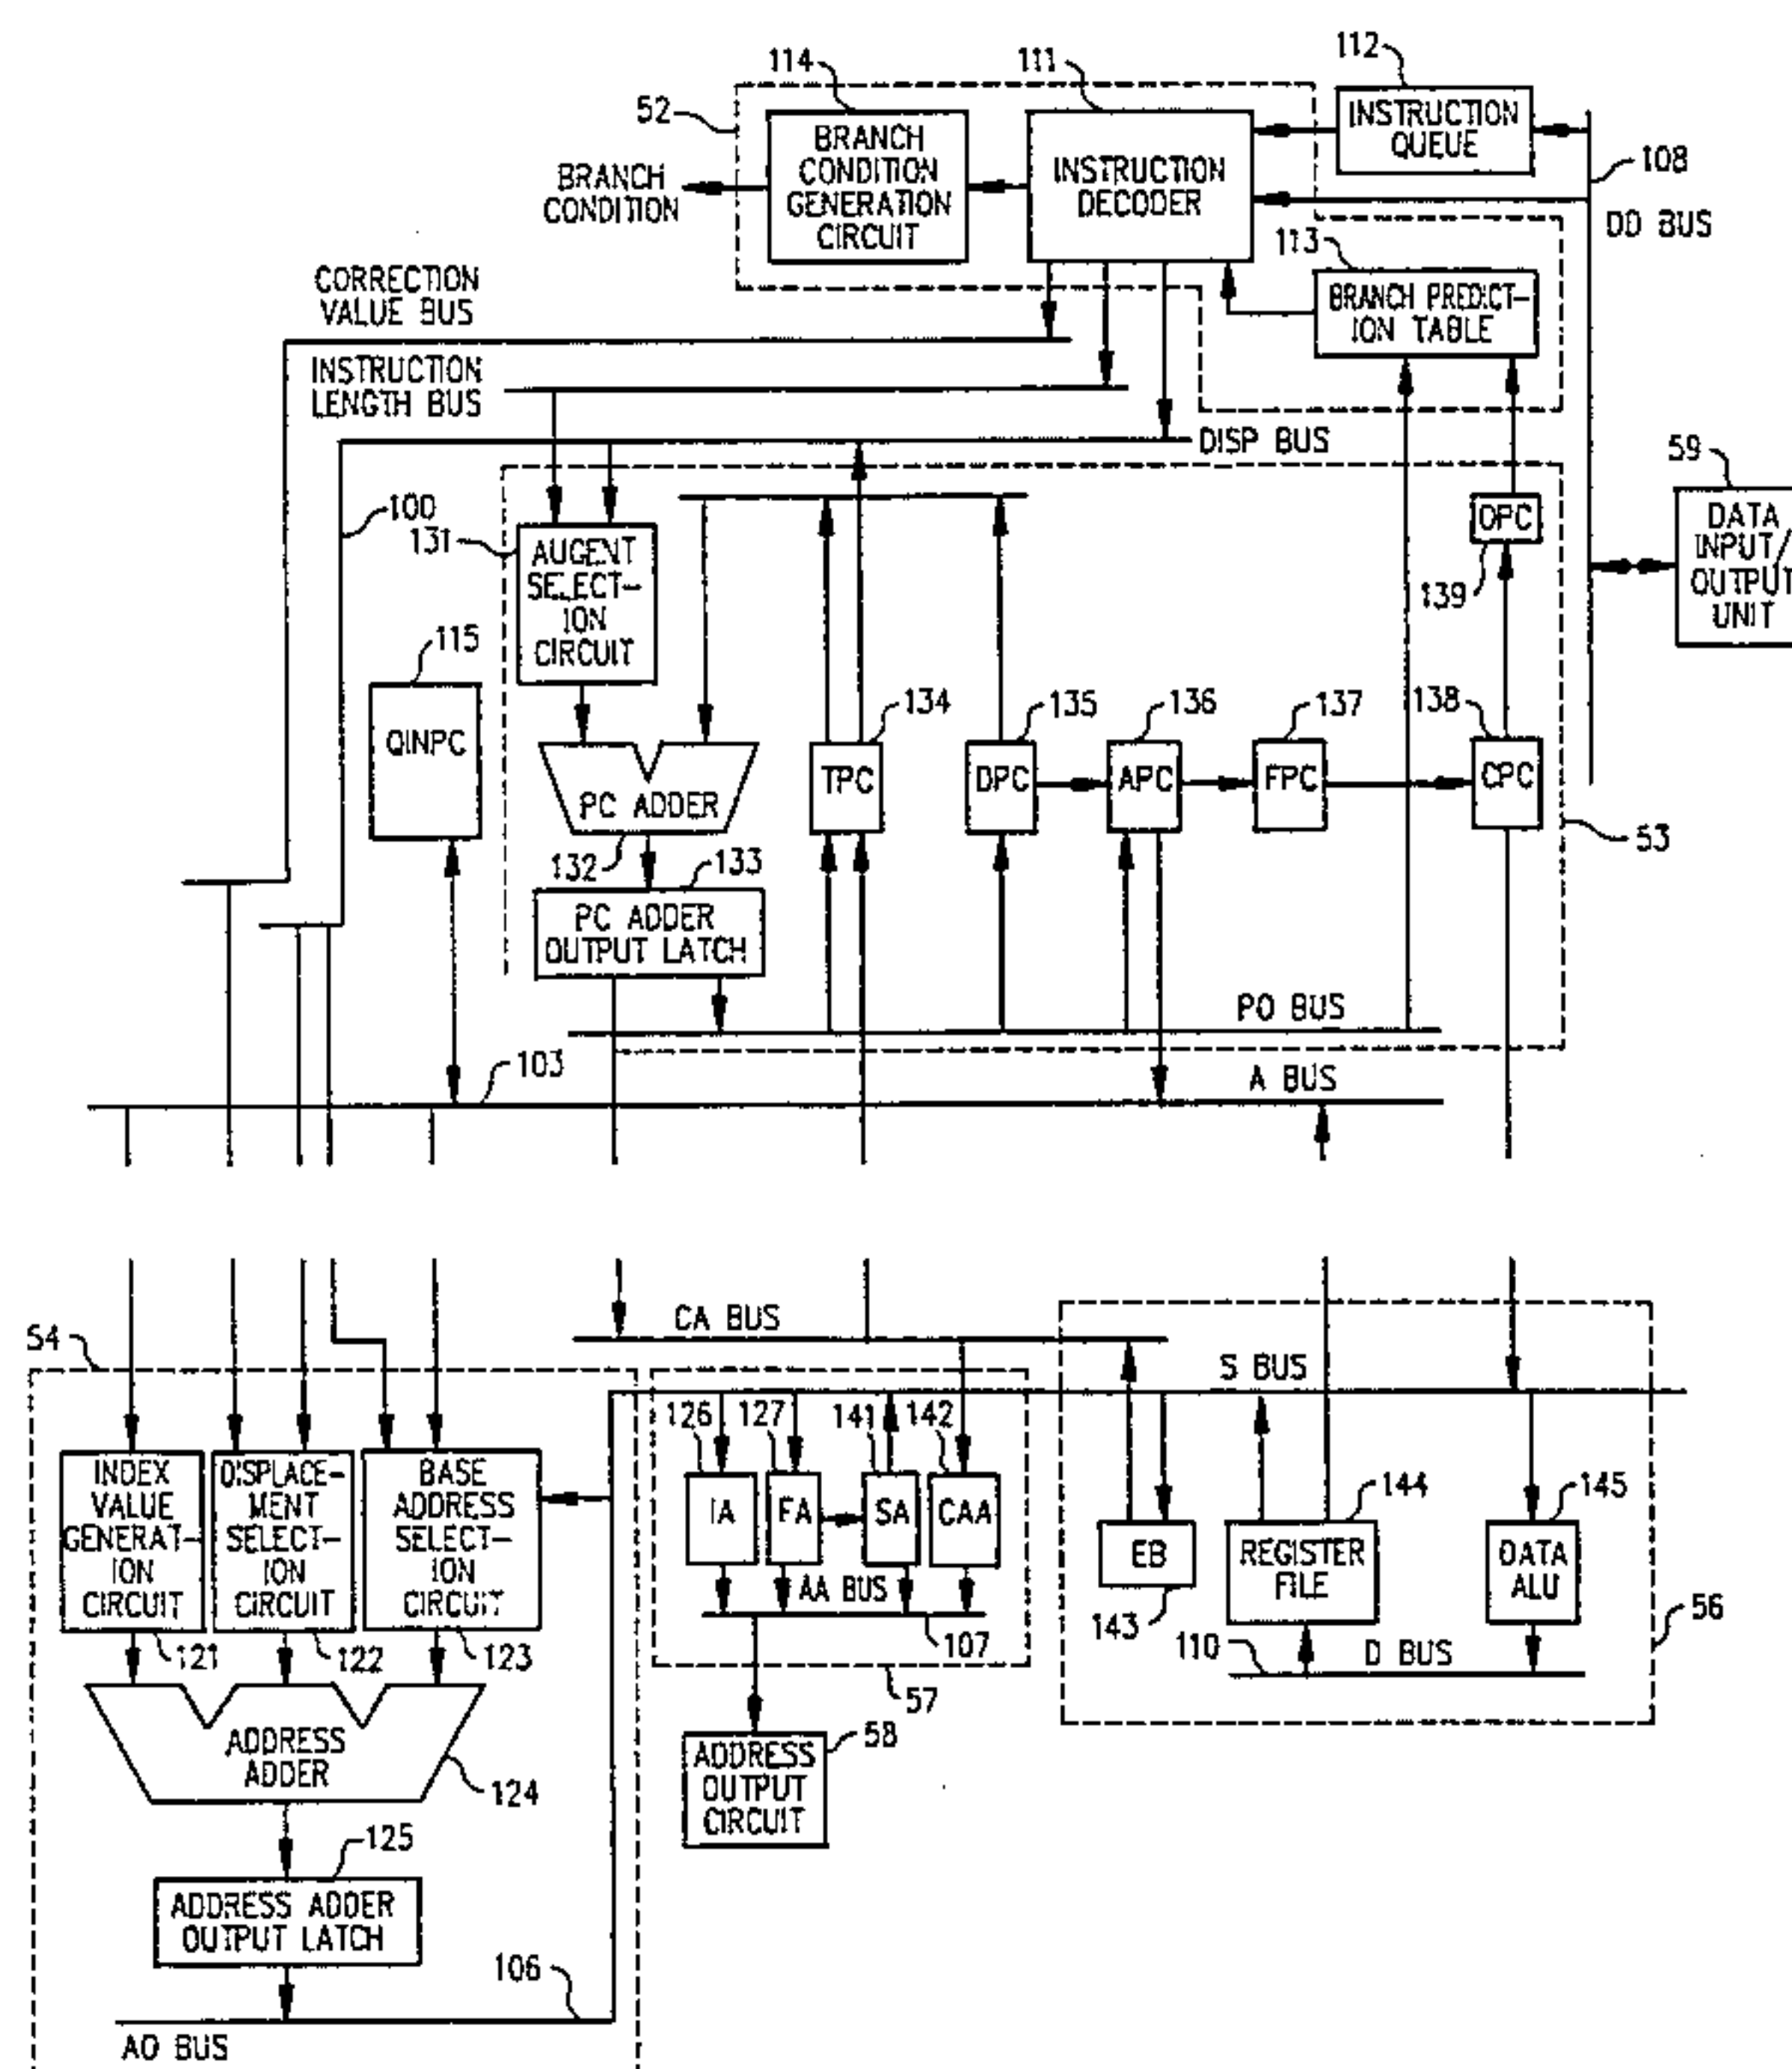 114
111
112
52
BRANCH
CONDITION
GENERATION
CIRCUIT
INSTRUCTION
DECODER
INSTRUCTION
QUEUE
108
BRANCH
CONDITION
DD BUS
113
BRANCH PREDICT-
ION TABLE
CORRECTION
VALUE BUS
INSTRUCTION
LENGTH BUS
DISP BUS
59
DATA
INPUT/
OUTPUT
UNIT
100
131
AUGENT
SELECT-
ION
CIRCUIT
OPC
139
115
QINPC
134
135
136
137
138
TPC
DPC
APC
FPC
CPC
PC ADDER
132
133
53
PC ADDER
OUTPUT LATCH
PO BUS
103
A BUS
CA BUS
54
S BUS
126
127
141
142
INDEX
VALUE
GENERAT-
ION
CIRCUIT
DISPLACE-
MENT
SELECT-
ION
CIRCUIT
BASE
ADDRESS
SELECT-
ION
CIRCUIT
IA
FA
SA
CAA
AA BUS
144
145
EB
REGISTER
FILE
DATA
ALU
143
56
121
122
123
107
110
D BUS
57
58
ADDRESS
ADDER
124
ADDRESS
OUTPUT
CIRCUIT
125
ADDRESS ADDER
OUTPUT LATCH
106
AO BUS